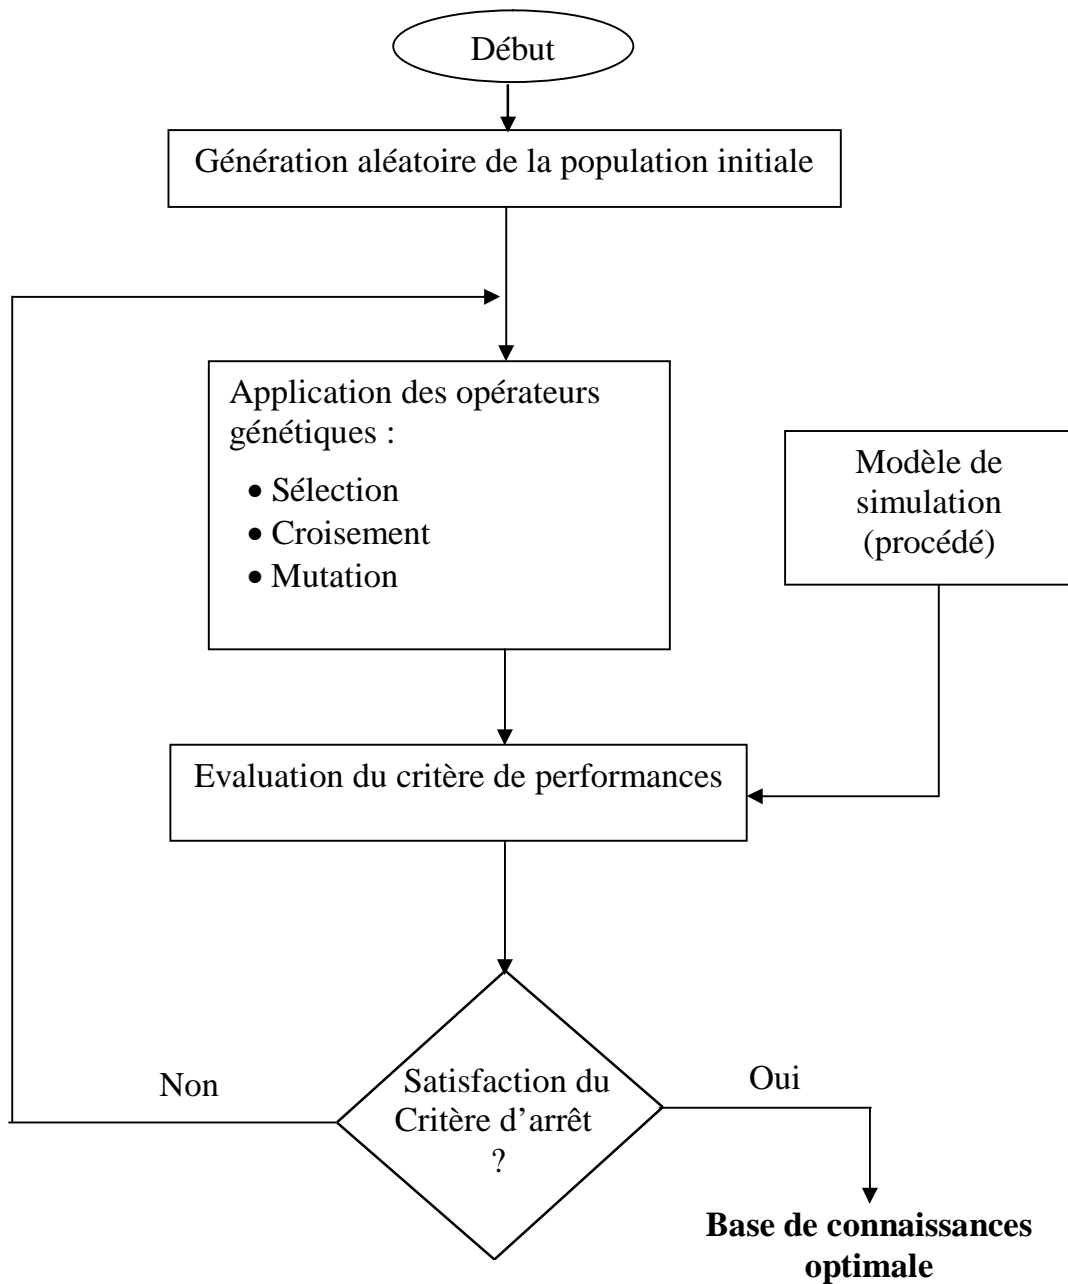 Début
Génération aléatoire de la population initiale
Application des opérateurs
génétiques :
• Sélection
• Croisement
• Mutation
Modèle de
simulation
(procédé)
Evaluation du critère de performances
Non
Satisfaction du
Critère d’arrêt
?
Oui
Base de connaissances
optimale